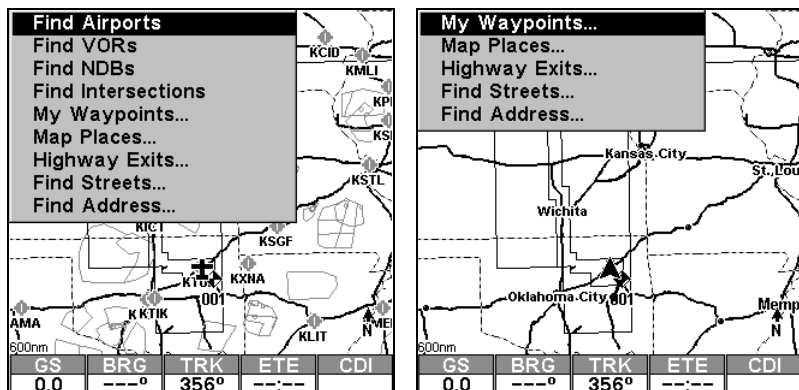 Find Airports
Find VORs
Find NDBs
Find Intersections
My Waypoints...
Map Places...
Highway Exits...
Find Streets...
Find Address...
KCID
KMLI
KSTL
KICT
KSGF
KXNA
001
KTIK
AMA
KLIT
N
600nm
GS BRG TRK ETE CDI
0.0 ---º 356º --:--
My Waypoints...
Map Places...
Highway Exits...
Find Streets...
Find Address...
Kansas City
St. Lou
Wichita
Oklahoma City
001
Memp
N
600nm
GS BRG TRK ETE CDI
0.0 ---º 356º --:--